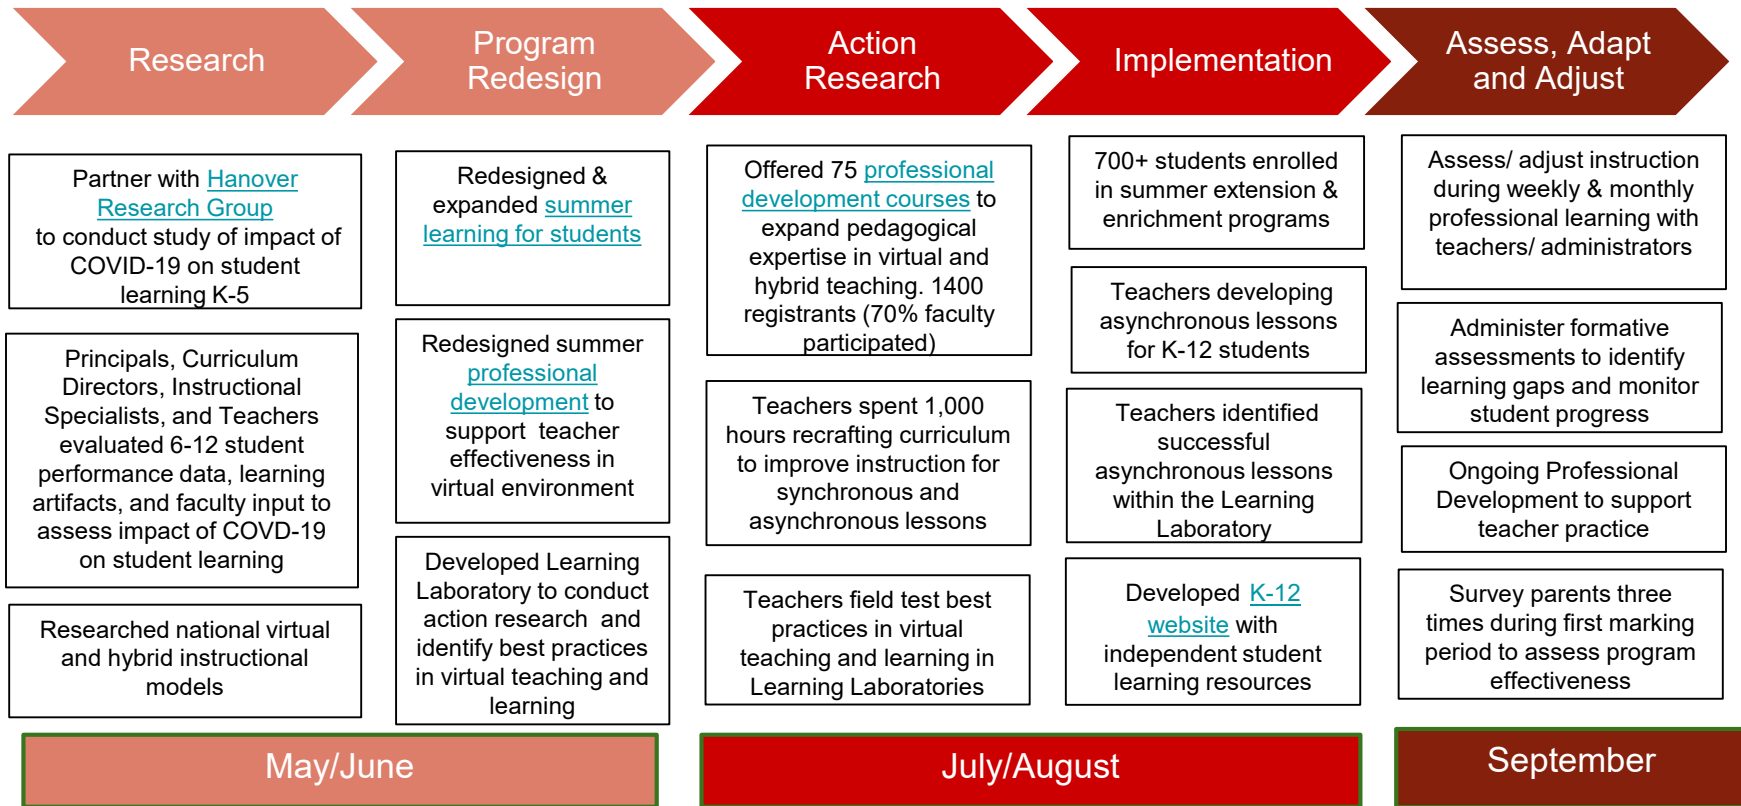 Research
Program
Redesign
Action
Research
Implementation
Assess, Adapt
and Adjust
Partner with Hanover
Research Group
to conduct study of impact of
COVID-19 on student
learning K-5
Principals, Curriculum
Directors, Instructional
Specialists, and Teachers
evaluated 6-12 student
performance data, learning
artifacts, and faculty input to
assess impact of COVD-19
on student learning
Researched national virtual
and hybrid instructional
models
Redesigned &
expanded summer
learning for students
Redesigned summer
professional
development to
support teacher
effectiveness in
virtual environment
Developed Learning
Laboratory to conduct
action research and
identify best practices
in virtual teaching and
learning
Offered 75 professional
development courses to
expand pedagogical
expertise in virtual and
hybrid teaching. 1400
registrants (70% faculty
participated)
Teachers spent 1,000
hours recrafting curriculum
to improve instruction for
synchronous and
asynchronous lessons
Teachers field test best
practices in virtual
teaching and learning in
Learning Laboratories
700+ students enrolled
in summer extension &
enrichment programs
Teachers developing
asynchronous lessons
for K-12 students
Teachers identified
successful
asynchronous lessons
within the Learning
Laboratory
Developed K-12
website with
independent student
learning resources
Assess/ adjust instruction
during weekly & monthly
professional learning with
teachers/ administrators
Administer formative
assessments to identify
learning gaps and monitor
student progress
Ongoing Professional
Development to support
teacher practice
Survey parents three
times during first marking
period to assess program
effectiveness
May/June
July/August
September